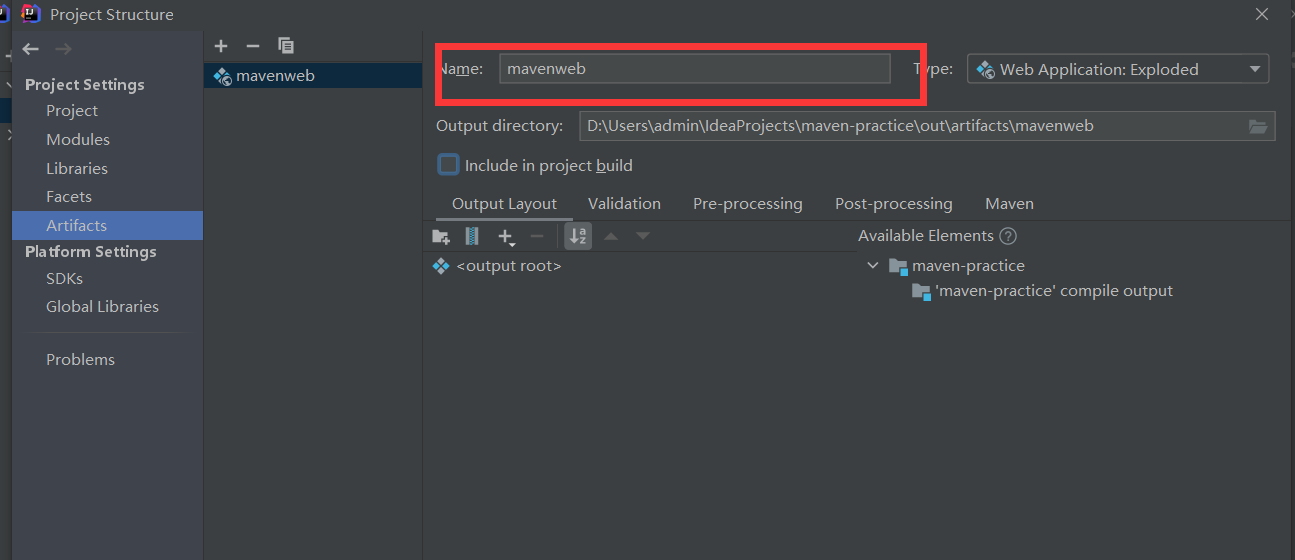 Project Structure
Project Settings
Project
Modules
Libraries
Facets
Artifacts
Platform Settings
SDKs
Global Libraries
Problems
mavenweb
Name: mavenweb
Type: Web Application: Exploded
Output directory: D:\Users\admin\IdeaProjects\maven-practice\out\artifacts\mavenweb
Include in project build
Output Layout Validation Pre-processing Post-processing Maven
Available Elements
<output root>
maven-practice
'maven-practice' compile output